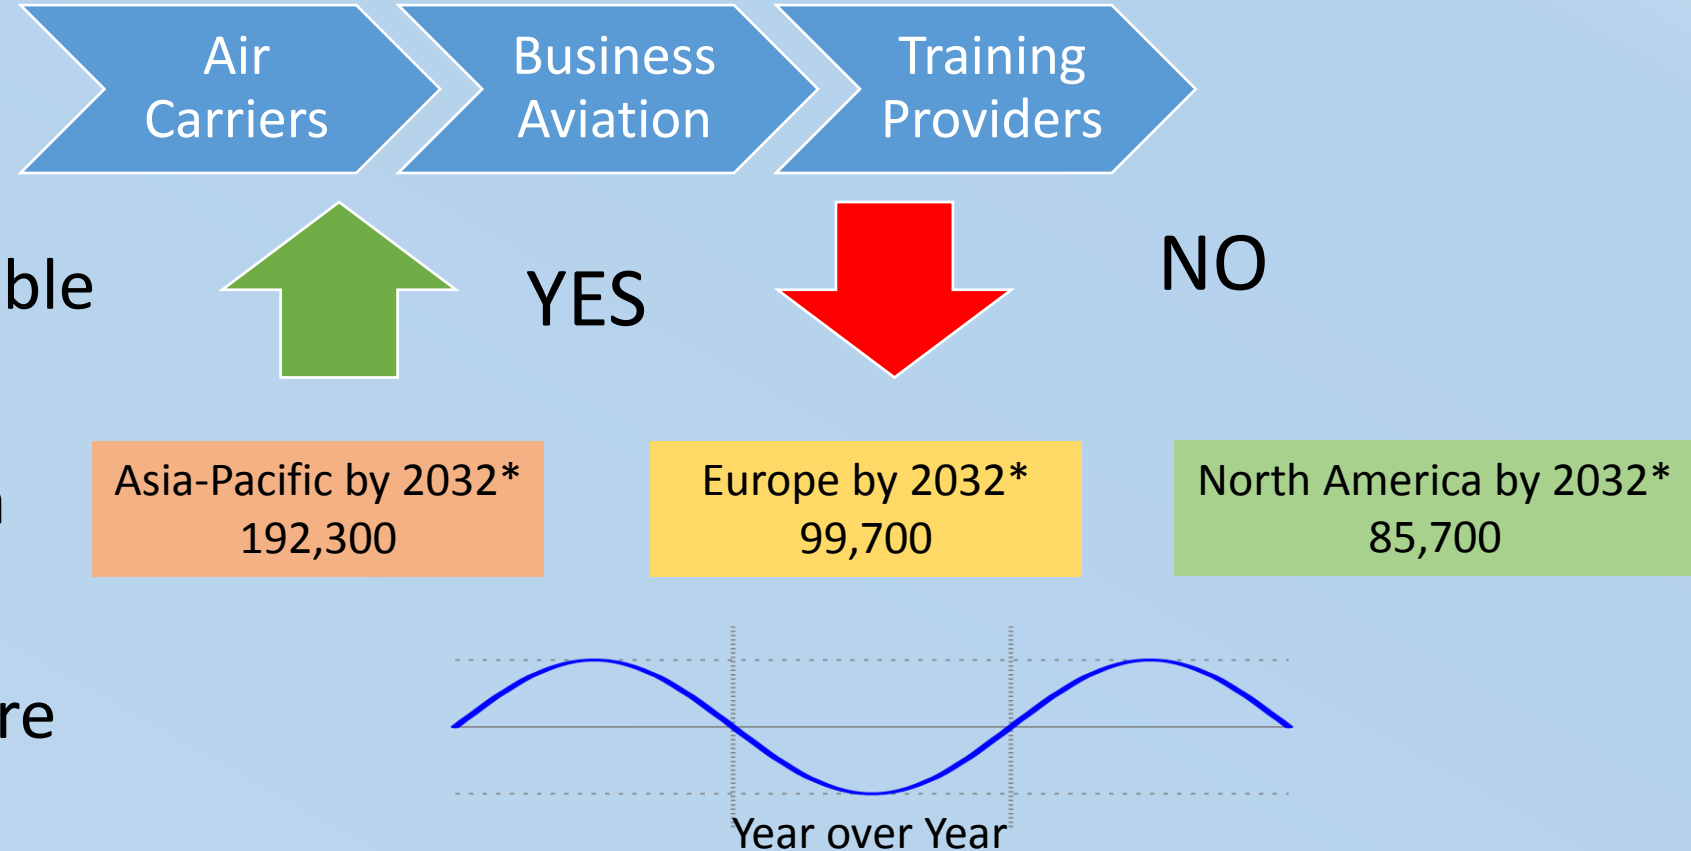 Air
Carriers
Business
Aviation
Training
Providers
ble
YES
NO
Asia-Pacific by 2032*
192,300
Europe by 2032*
99,700
North America by 2032*
85,700
re
Year over Year